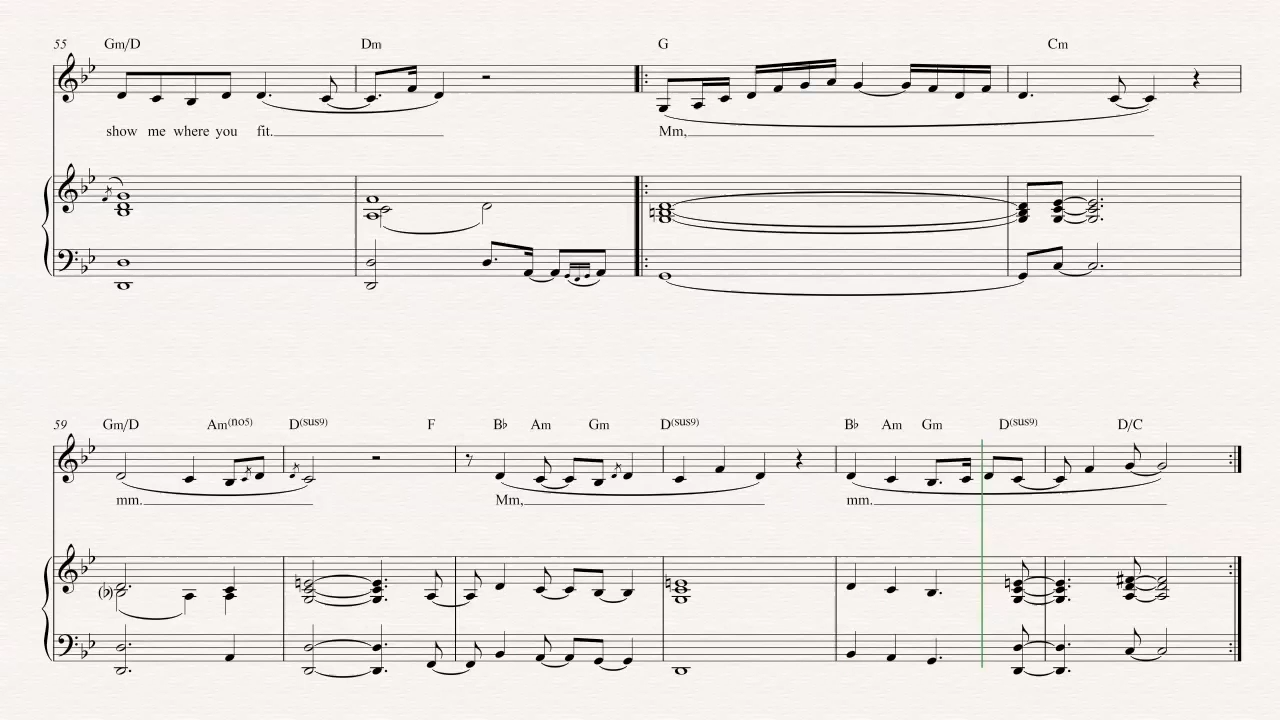 55 Gm/D Dm G Cm
show me where you fit. Mm,
59 Gm/D Am(no5) D(sus9) F B♭ Am Gm D(sus9) B♭ Am Gm D(sus9) D/C
mm. Mm, mm.
(♭)